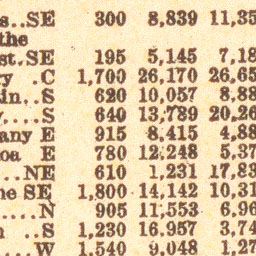 s..SE 300 8,839 11,35
the
st.SE 195 5,145 7,18
ry .C 1,700 26,170 26,65
in..S 620 10,057 8,88
y....S 640 13,789 20,26
any E 915 8,415 4,88
oa E 780 12,248 5,37
....NE 610 1,231 17,83
ne SE 1,800 14,142 10,31
.....N 905 11,553 6,96
n ..S 1,230 16,957 3,74
....W 1,540 9,048 1,27